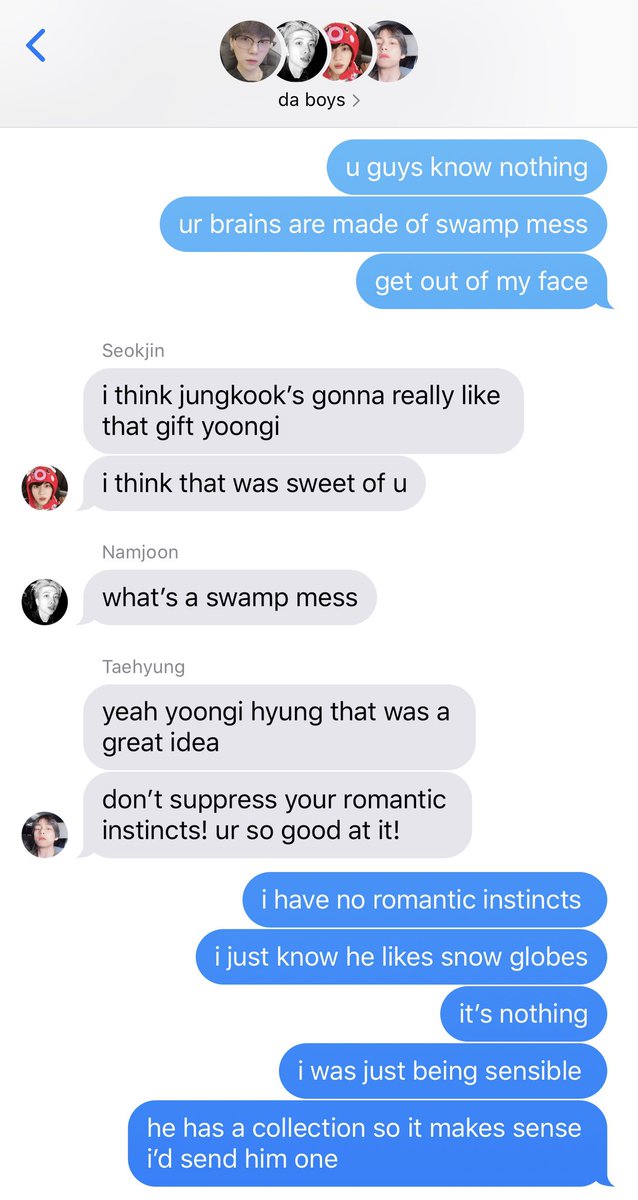 da boys
u guys know nothing
ur brains are made of swamp mess
get out of my face
Seokjin
i think jungkook’s gonna really like
that gift yoongi
i think that was sweet of u
Namjoon
what’s a swamp mess
Taehyung
yeah yoongi hyung that was a
great idea
don’t suppress your romantic
instincts! ur so good at it!
i have no romantic instincts
i just know he likes snow globes
it’s nothing
i was just being sensible
he has a collection so it makes sense
i’d send him one